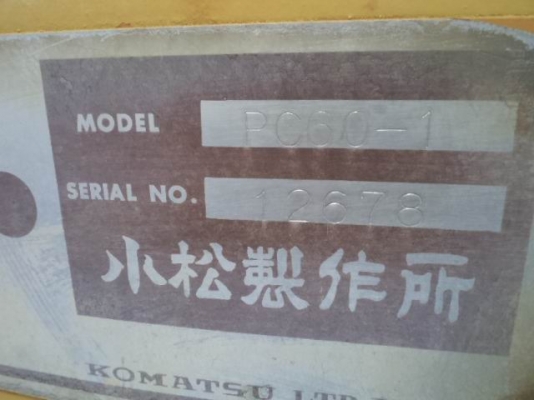 MODEL PC60-1
SERIAL NO. 12678
小松製作所
KOMATSU LTD